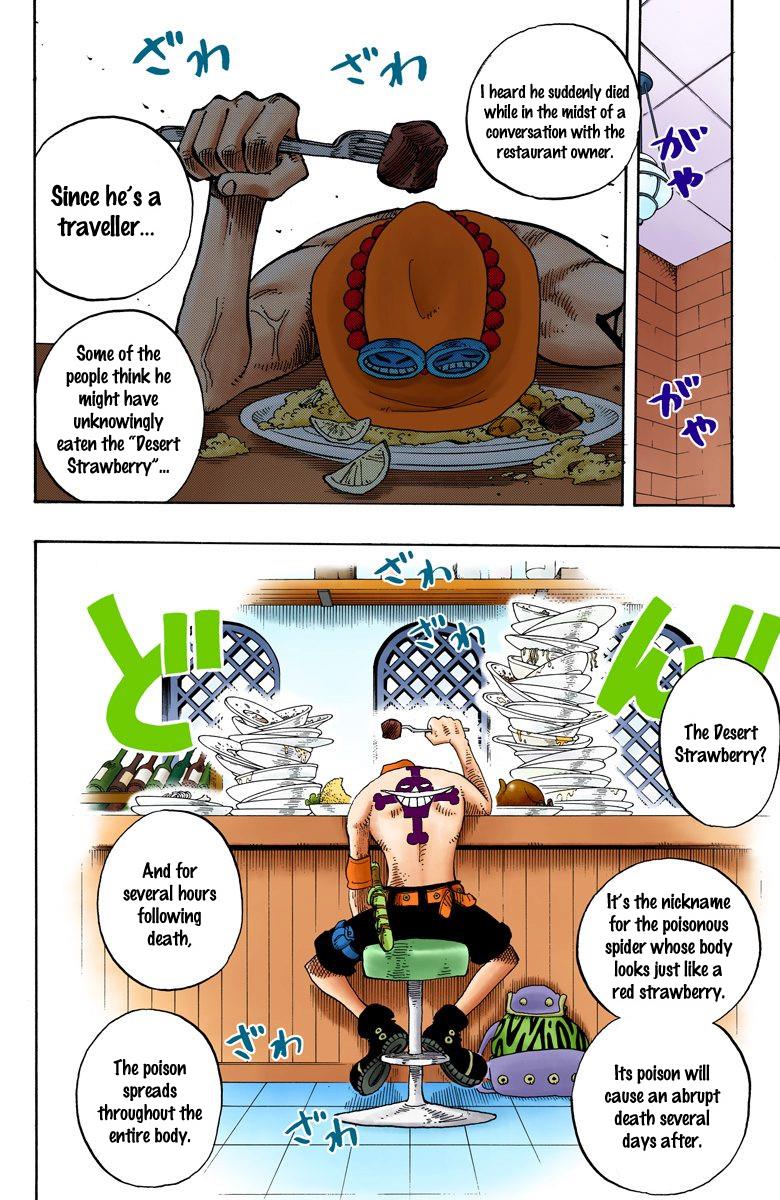 ざわ
ざわ
I heard he suddenly died
while in the midst of a
conversation with the
restaurant owner.
Since he's a
traveller...
Some of the
people think he
might have
unknowingly
eaten the "Desert
Strawberry"...
がや
がや
ざわ
ざわ
どん
The Desert
Strawberry?
It's the nickname
for the poisonous
spider whose body
looks just like a
red strawberry.
Its poison will
cause an abrupt
death several
days after.
And for
several hours
following
death,
The poison
spreads
throughout the
entire body.
ざわ
ざわ